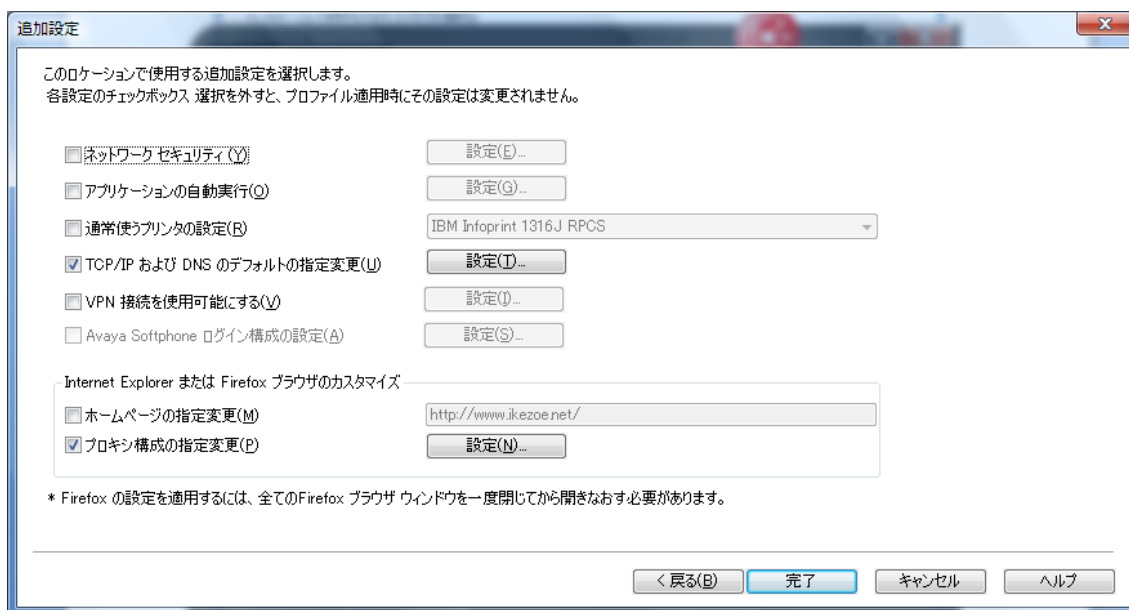 追加設定
このロケーションで使用する追加設定を選択します。
各設定のチェックボックス 選択を外すと、プロファイル適用時にその設定は変更されません。
ネットワーク セキュリティ(Y) 設定(E)...
アプリケーションの自動実行(O) 設定(G)...
通常使うプリンタの設定(R) IBM Infoprint 1316J RPCS
TCP/IP および DNS のデフォルトの指定変更(U) 設定(T)...
VPN 接続を使用可能にする(V) 設定(I)...
Avaya Softphone ログイン構成の設定(A) 設定(S)...
Internet Explorer または Firefox ブラウザのカスタマイズ
ホームページの指定変更(M) http://www.ikezoe.net/
プロキシ構成の指定変更(P) 設定(N)...
* Firefox の設定を適用するには、全てのFirefox ブラウザ ウィンドウを一度閉じてから開きなおす必要があります。
< 戻る(B) 完了 キャンセル ヘルプ